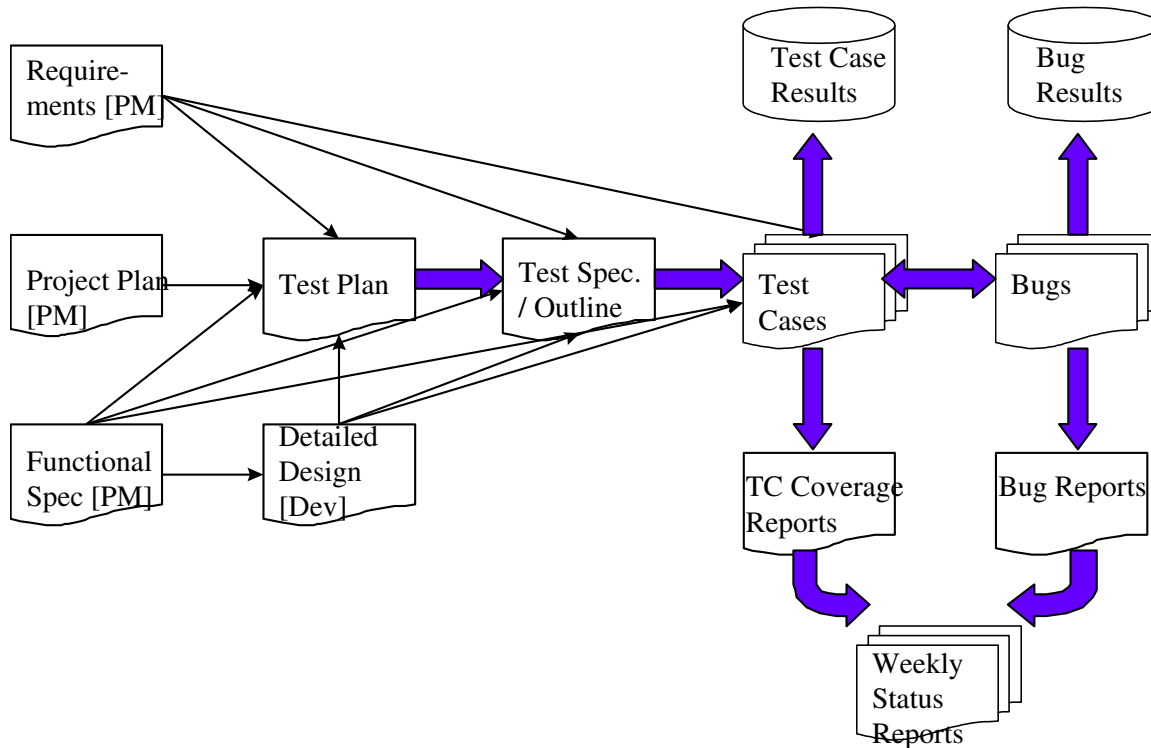 Require-
ments [PM]
Test Case
Results
Bug
Results
Project Plan
[PM]
Test Plan
Test Spec.
/ Outline
Test
Cases
Bugs
Functional
Spec [PM]
Detailed
Design
[Dev]
TC Coverage
Reports
Bug Reports
Weekly
Status
Reports